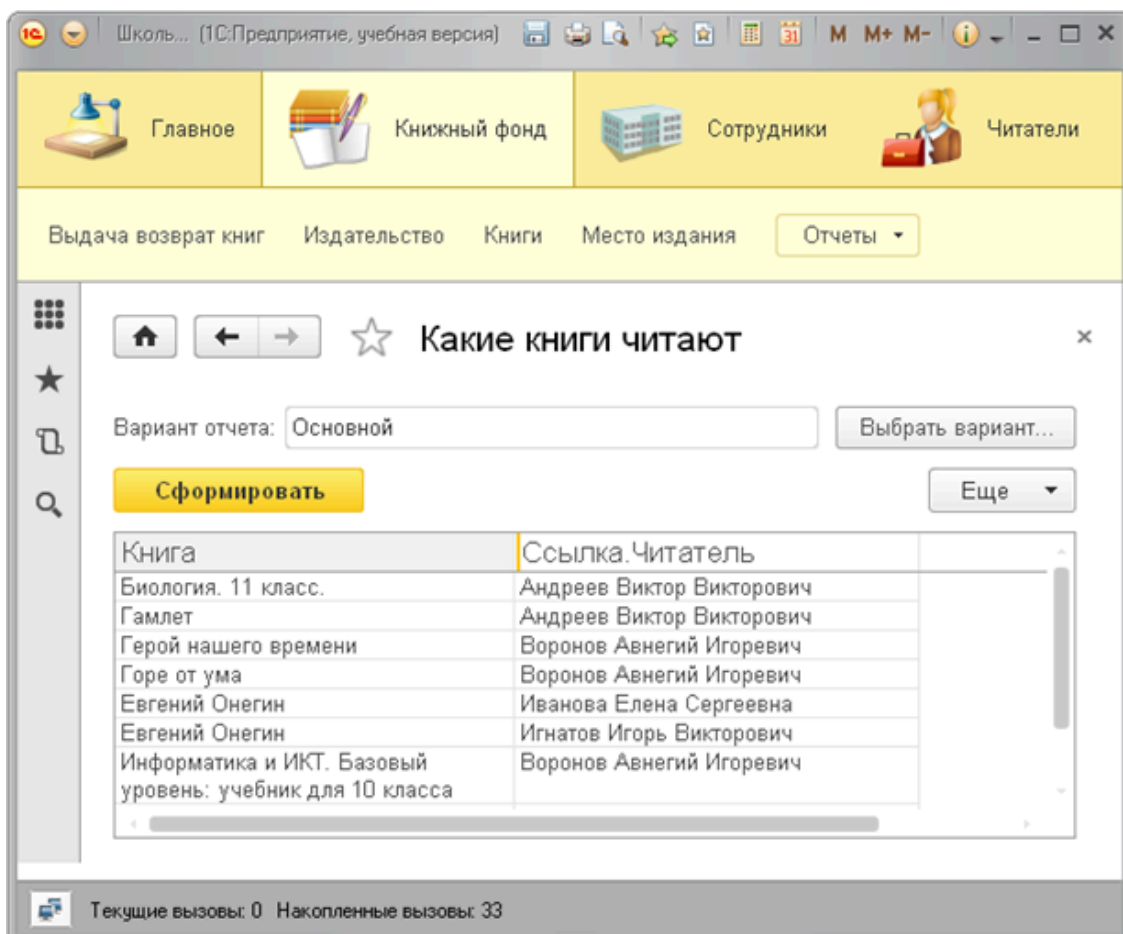 Школь... (1С:Предприятие, учебная версия) 31 M M+ M-
Главное Книжный фонд Сотрудники Читатели
Выдача возврат книг Издательство Книги Место издания Отчеты
Какие книги читают
Вариант отчета: Основной Выбрать вариант...
Сформировать Еще
Книга Ссылка.Читатель
Биология. 11 класс. Андреев Виктор Викторович
Гамлет Андреев Виктор Викторович
Герой нашего времени Воронов Авнегий Игоревич
Горе от ума Воронов Авнегий Игоревич
Евгений Онегин Иванова Елена Сергеевна
Евгений Онегин Игнатов Игорь Викторович
Информатика и ИКТ. Базовый Воронов Авнегий Игоревич
уровень: учебник для 10 класса
Текущие вызовы: 0 Накопленные вызовы: 33